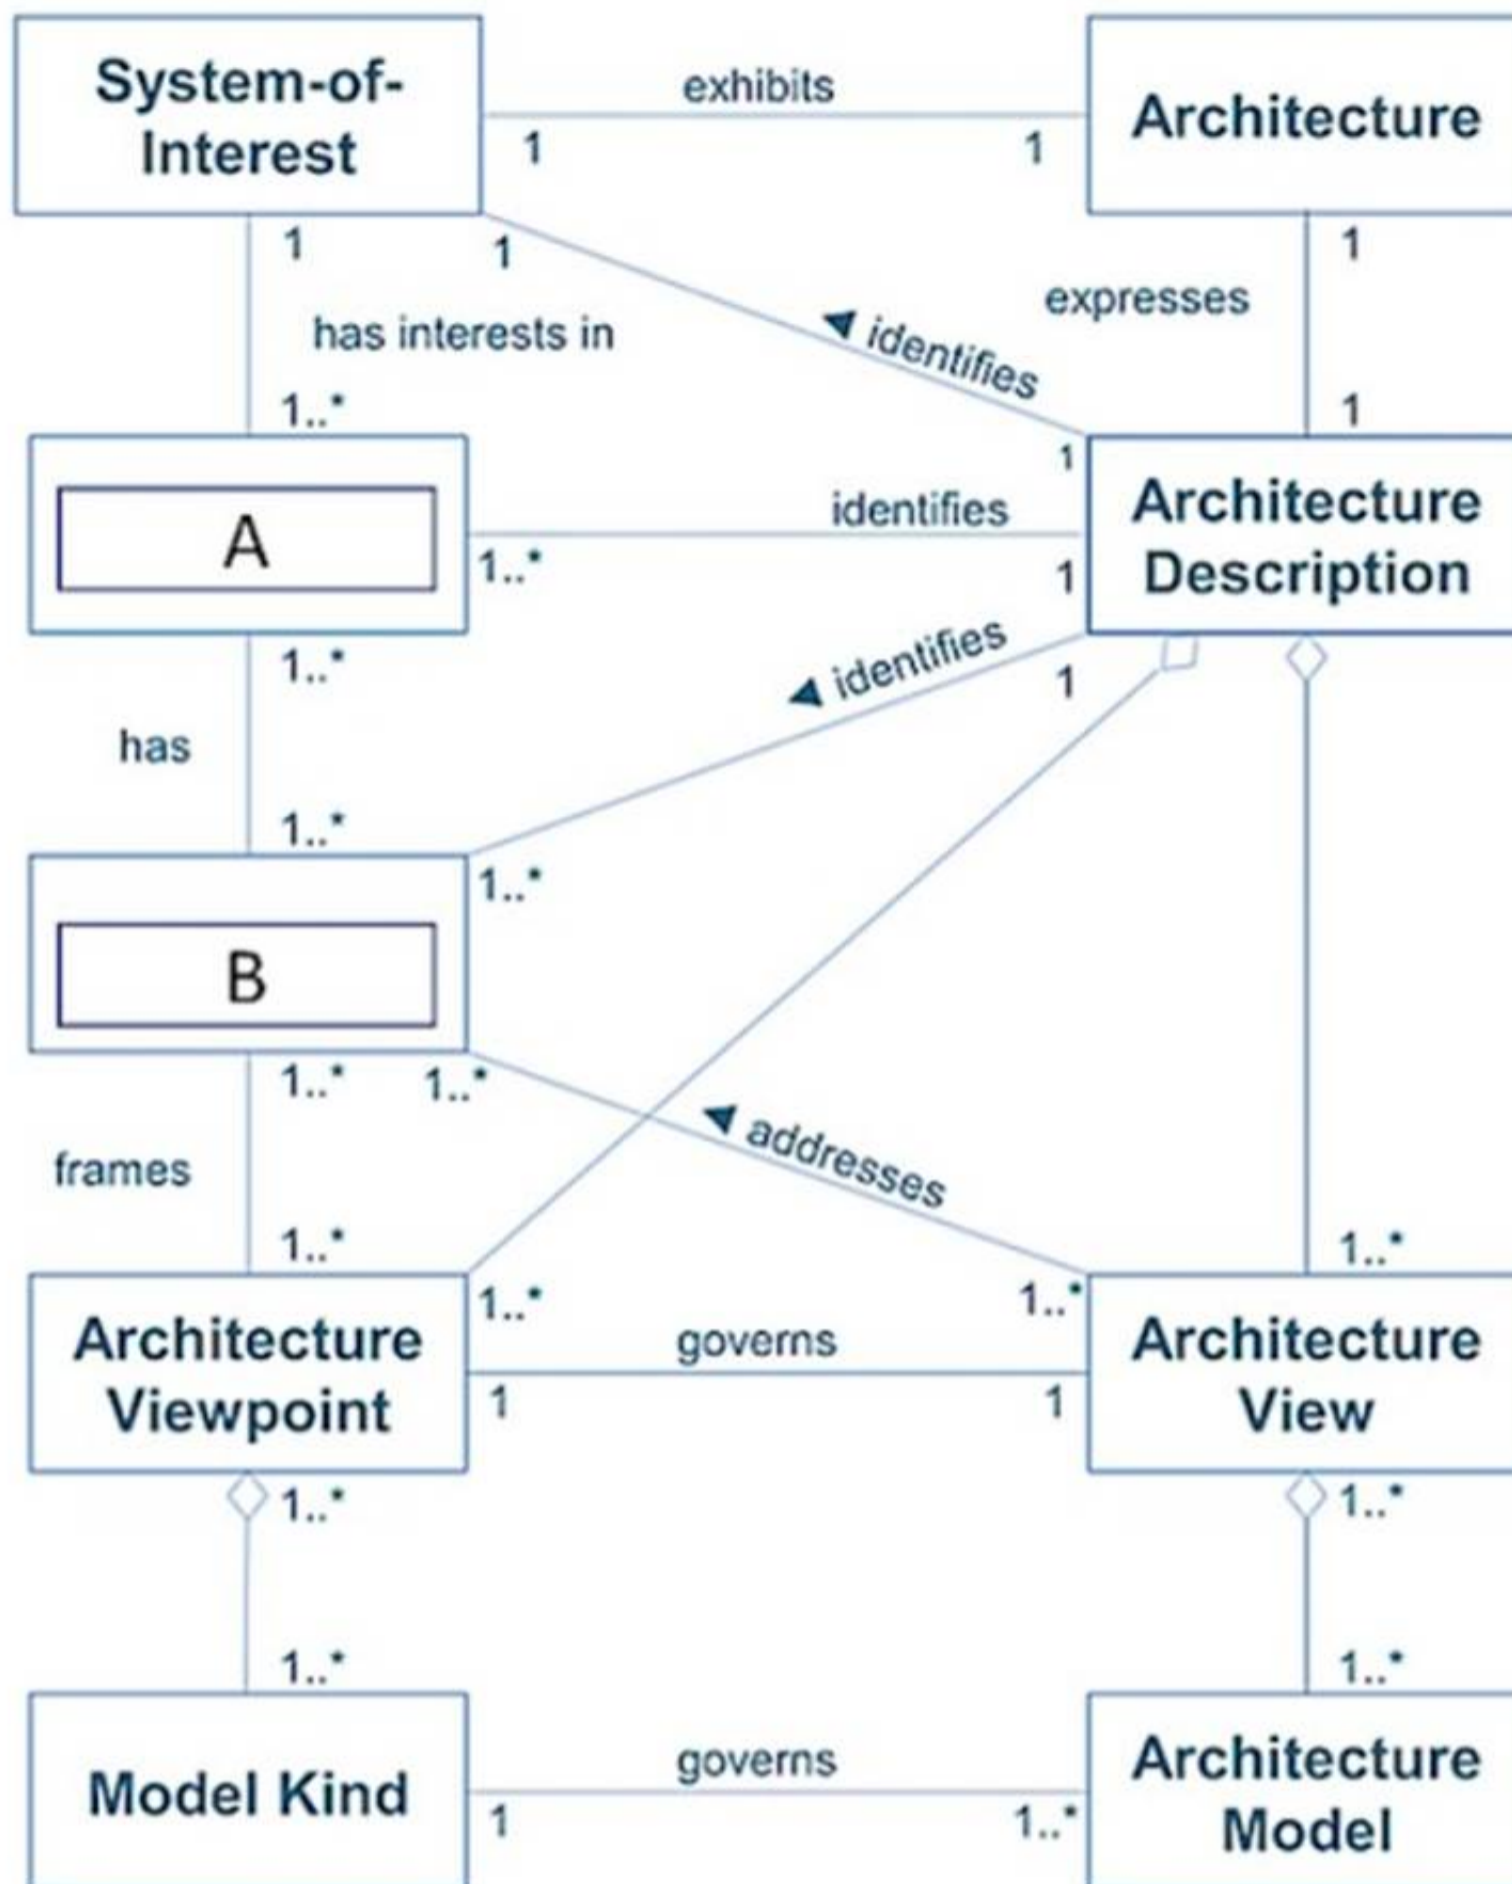 System-of-
Interest
exhibits
1
1
Architecture
1
1
has interests in
identifies
expresses
1
1..*
1
1
A
identifies
1..*
1
Architecture
Description
1..*
identifies
1
has
1..*
1..*
B
1..*
1..*
addresses
frames
1..*
1..*
1..*
1..*
Architecture
Viewpoint
governs
1
1
Architecture
View
1..*
1..*
1..*
1..*
Model Kind
governs
1
1..*
Architecture
Model